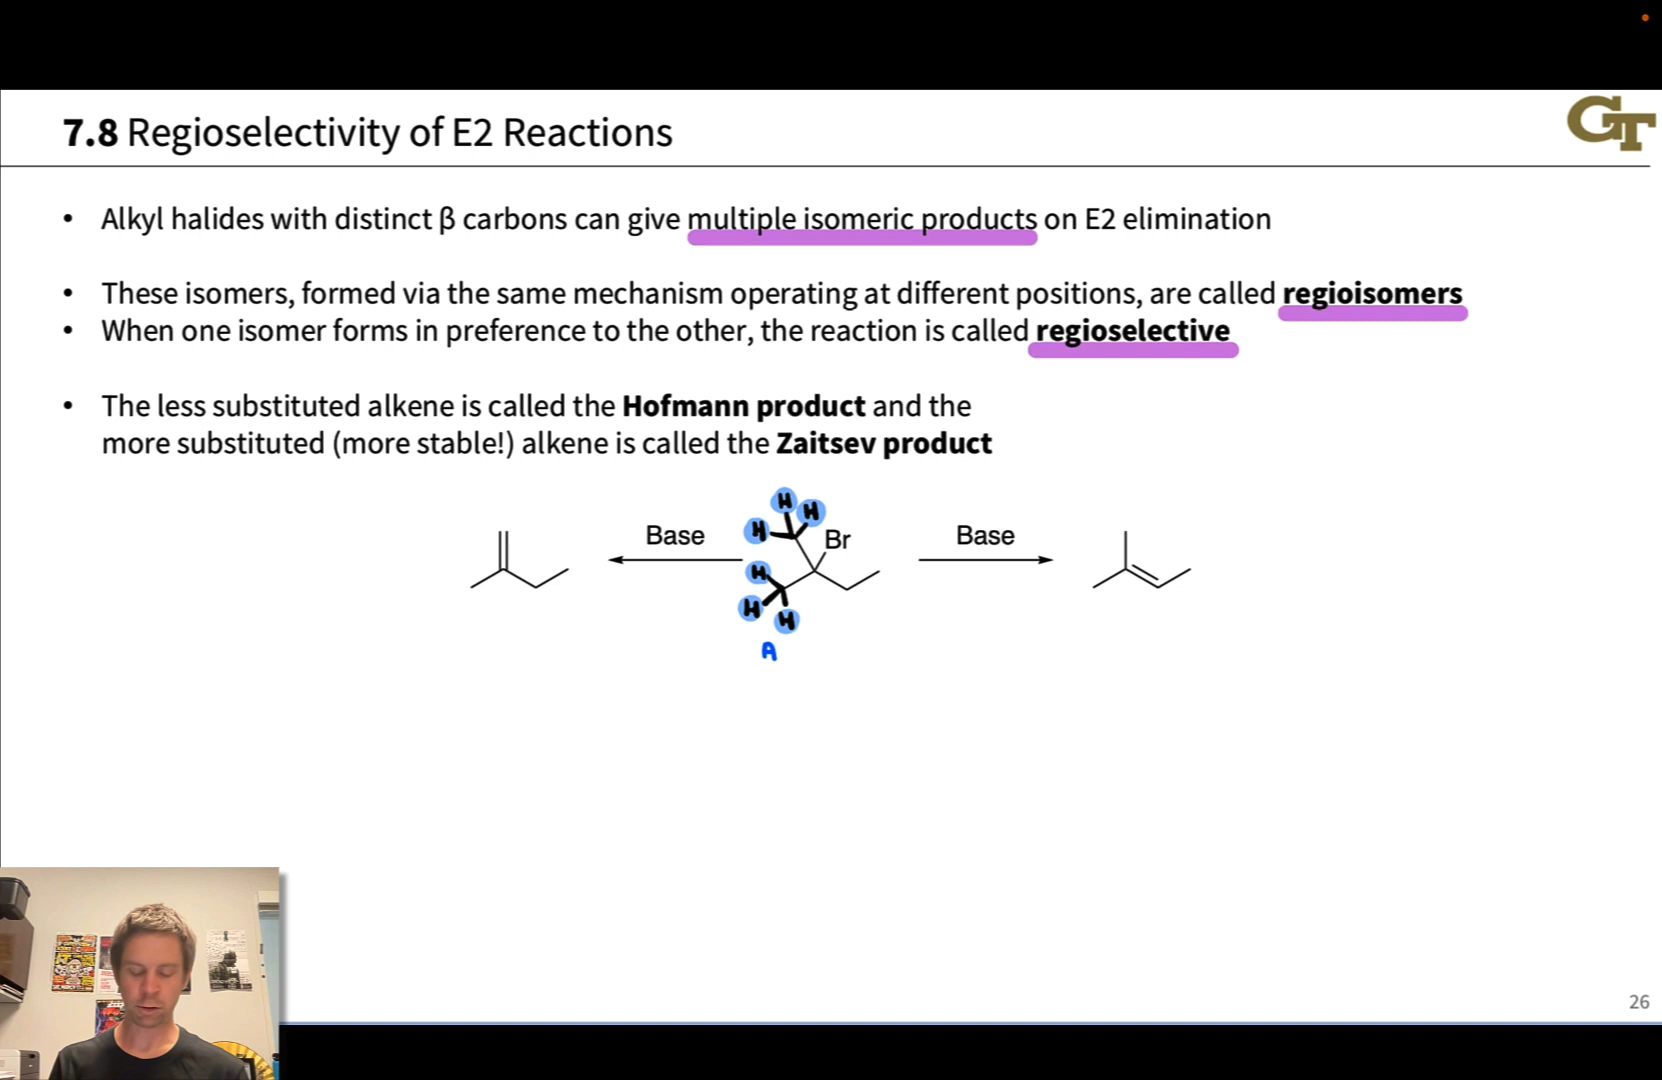 7.8 Regioselectivity of E2 Reactions
GT
• Alkyl halides with distinct β carbons can give multiple isomeric products on E2 elimination
• These isomers, formed via the same mechanism operating at different positions, are called regioisomers
• When one isomer forms in preference to the other, the reaction is called regioselective
• The less substituted alkene is called the Hofmann product and the
more substituted (more stable!) alkene is called the Zaitsev product
H
H
H
Base
Br
Base
H
H
H
A
26